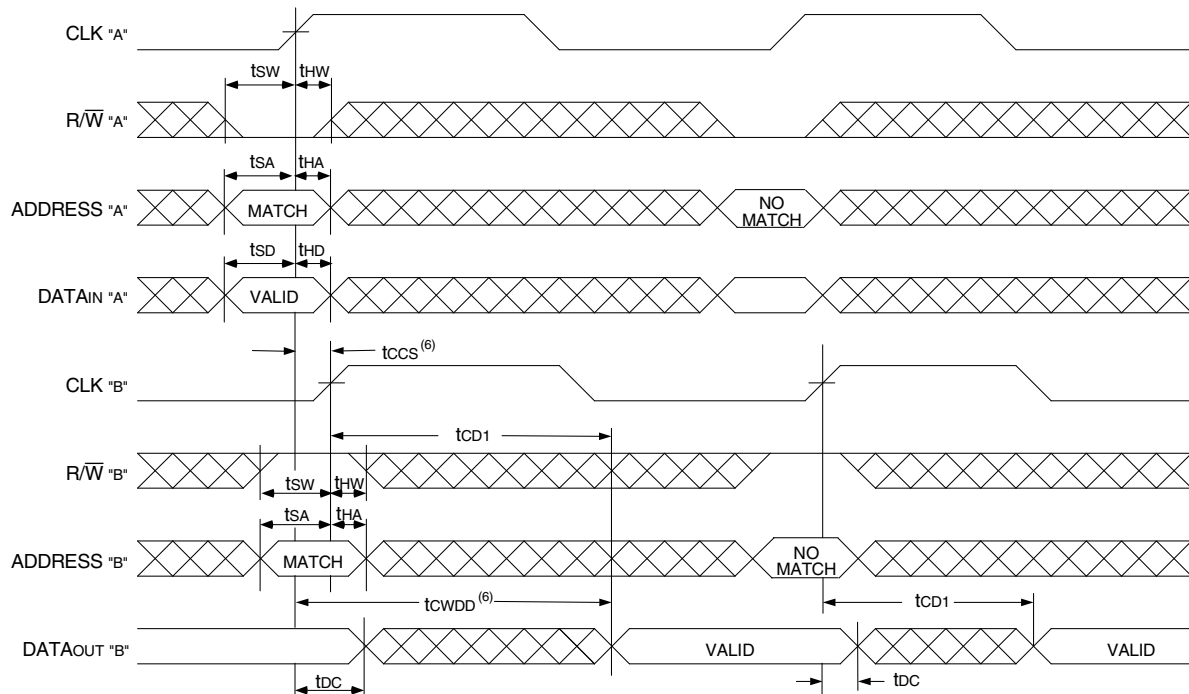 CLK "A"
tSW tHW
R/W̅ "A"
tSA tHA
ADDRESS "A" MATCH NO MATCH
tSD tHD
DATAIN "A" VALID
tCCS (6)
CLK "B"
tCD1
R/W̅ "B"
tSW tHW
tSA tHA
ADDRESS "B" MATCH NO MATCH
tCWDD (6) tCD1
DATAOUT "B" VALID VALID
tDC tDC